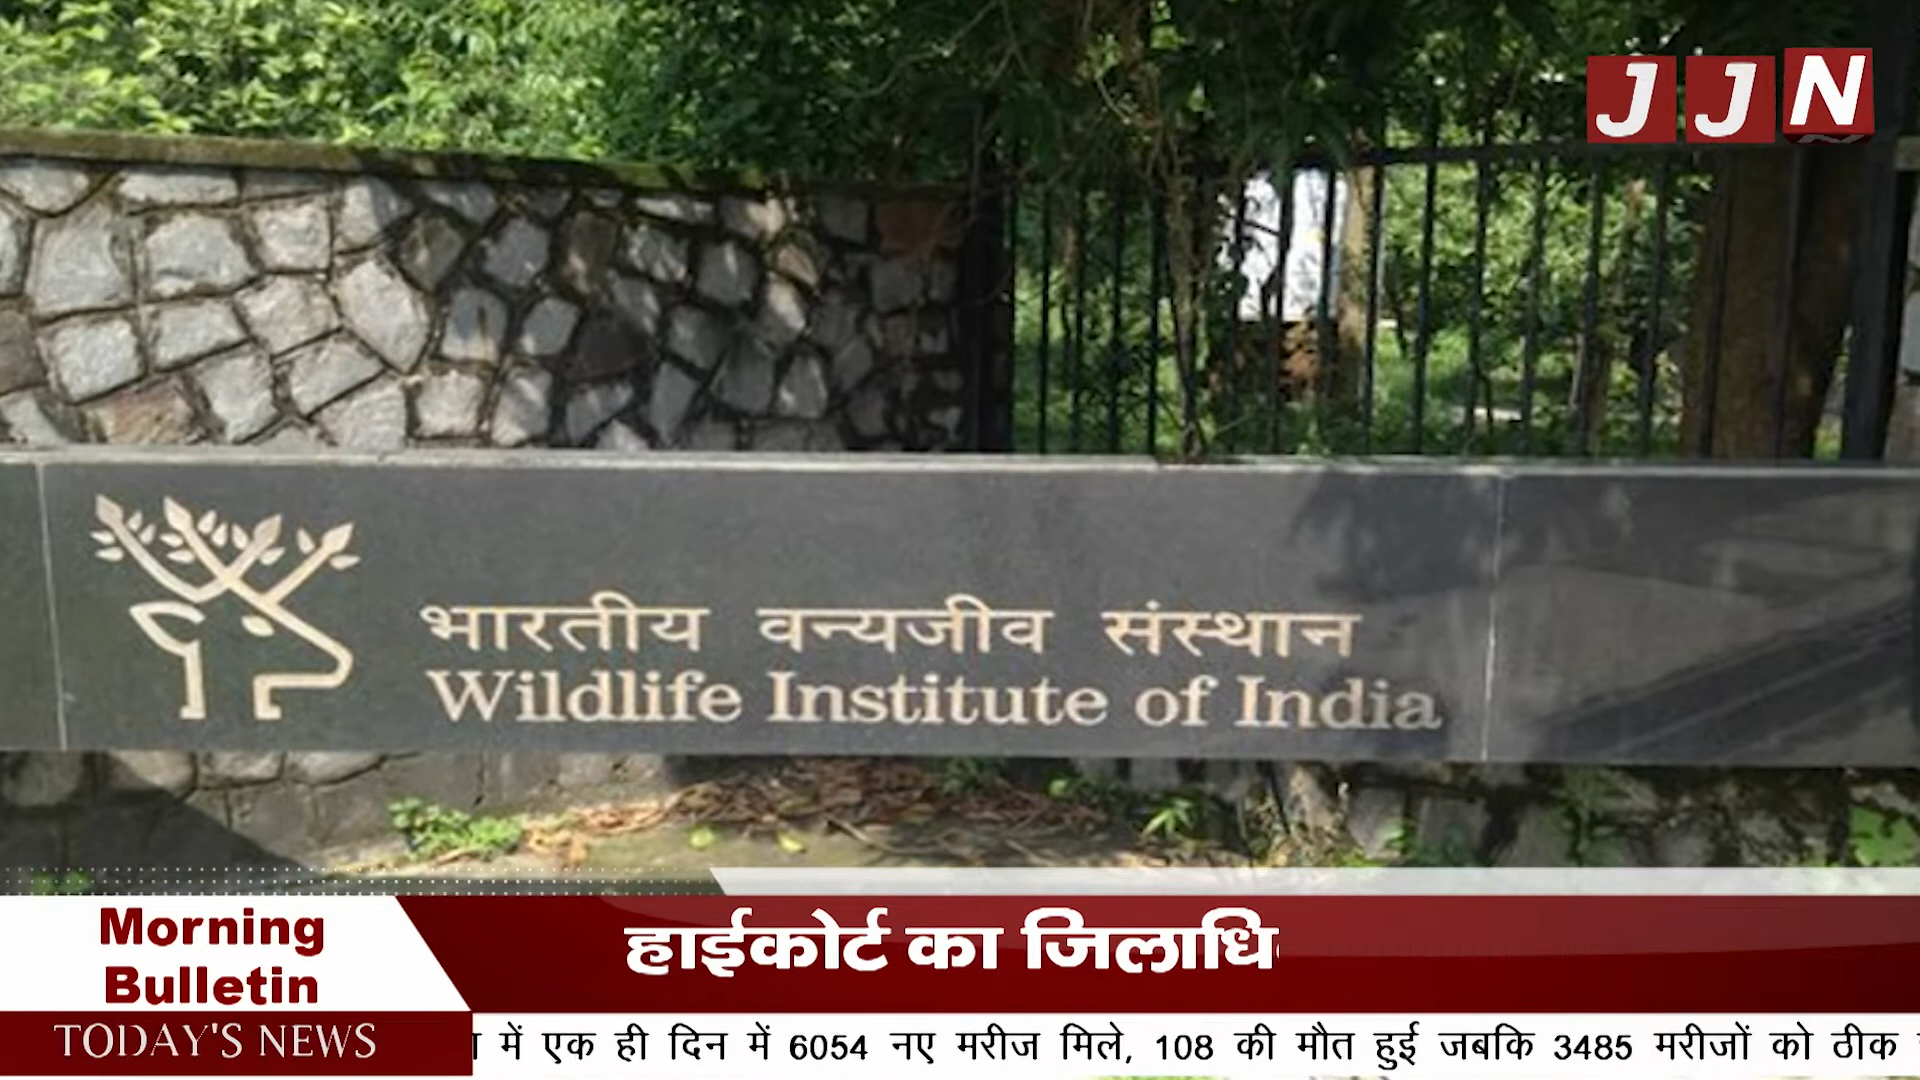 JJN
भारतीय वन्यजीव संस्थान
Wildlife Institute of India
Morning
Bulletin
हाईकोर्ट का
TODAY'S NEWS
में एक ही दिन में 6054 नए मरीज मिले, 108 की मौत हुई जबकि 3485 मरीजों को ठीक